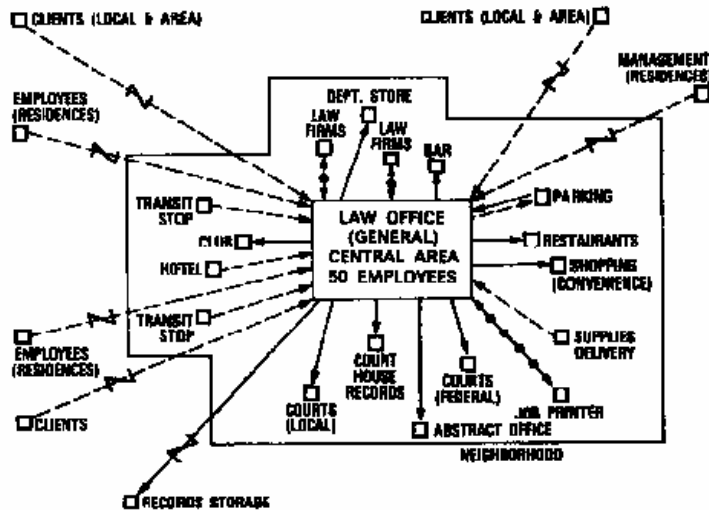 CLIENTS (LOCAL & AREA)
CLIENTS (LOCAL & AREA)
MANAGEMENT
(RESIDENCES)
EMPLOYEES
(RESIDENCES)
DEPT. STORE
LAW
FIRMS
LAW
FIRMS
BAR
TRANSIT
STOP
PARKING
LAW OFFICE
(GENERAL)
CENTRAL AREA
50 EMPLOYEES
CLUB
RESTAURANTS
HOTEL
SHOPPING
(CONVENIENCE)
TRANSIT
STOP
EMPLOYEES
(RESIDENCES)
SUPPLIES
DELIVERY
COURT
HOUSE
RECORDS
COURTS
(FEDERAL)
COURTS
(LOCAL)
JOB PRINTER
CLIENTS
ABSTRACT OFFICE
NEIGHBORHOOD
RECORDS STORAGE